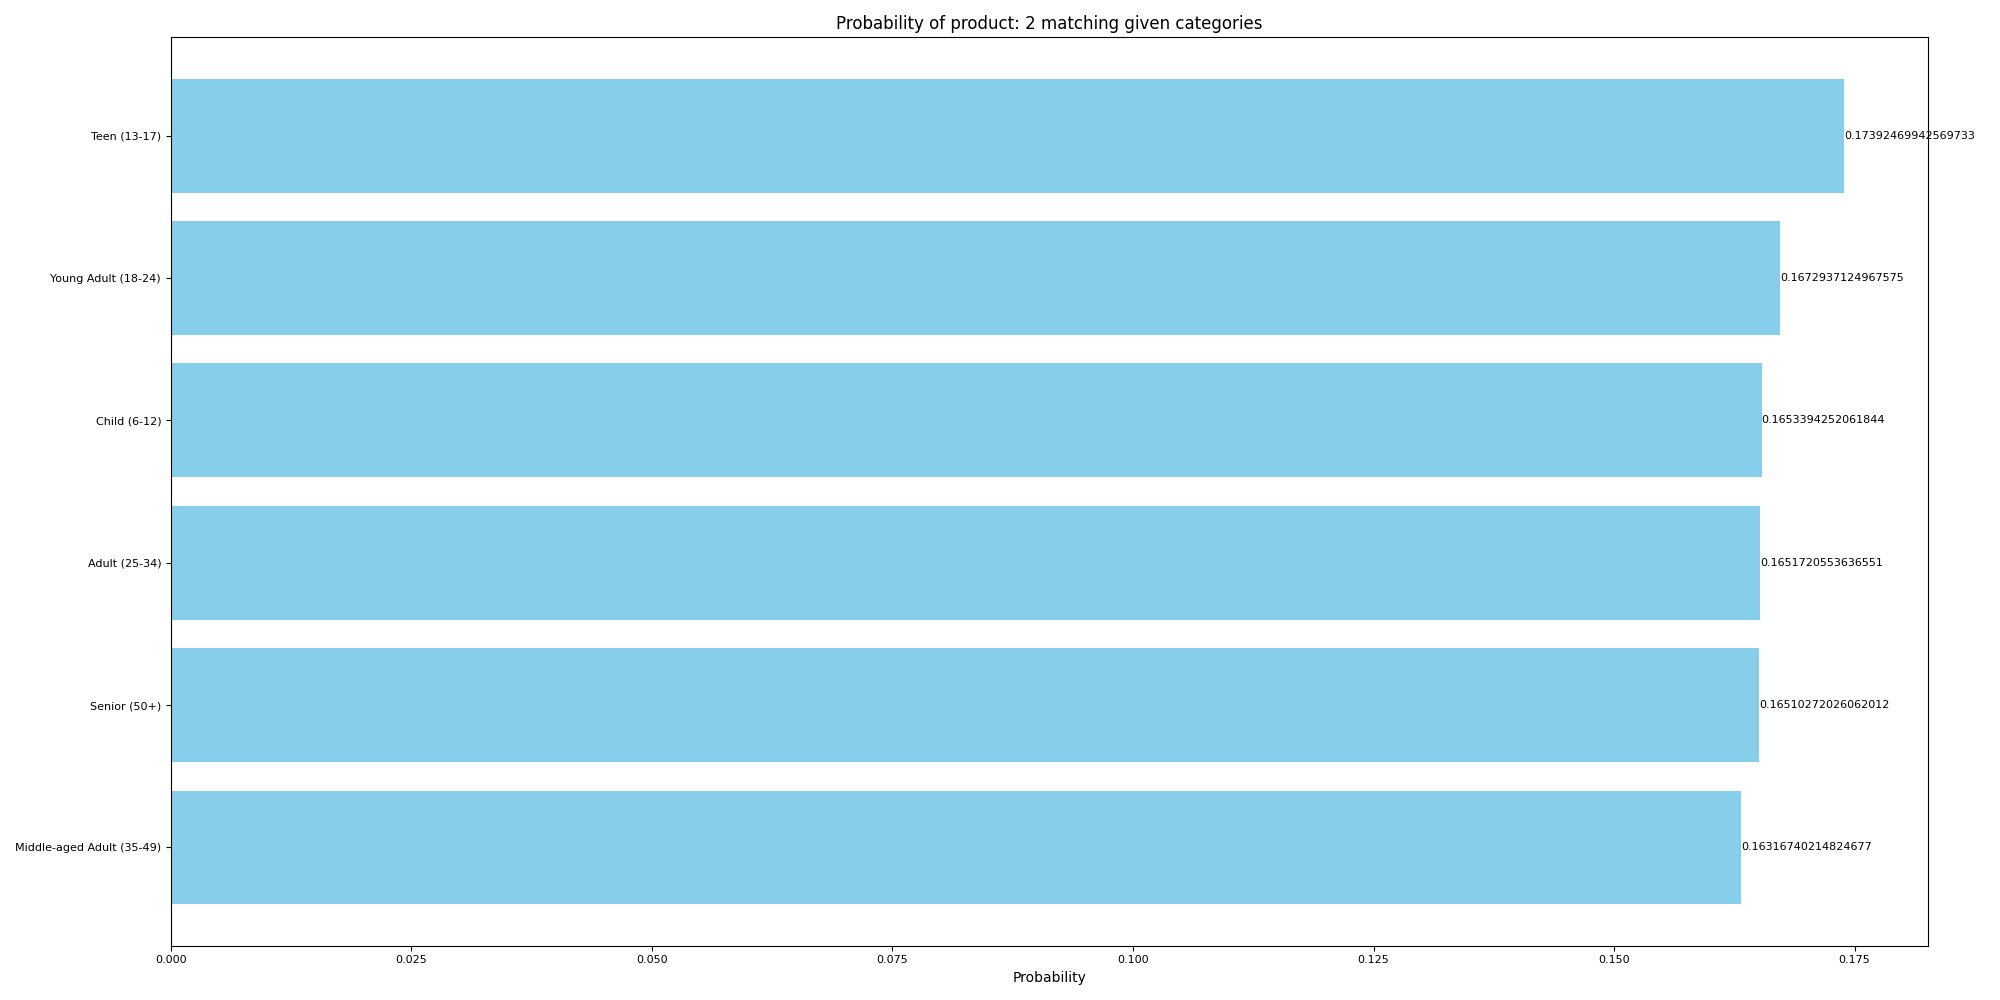 Probability of product: 2 matching given categories
Teen (13-17)
0.17392469942569733
Young Adult (18-24)
0.1672937124967575
Child (6-12)
0.1653394252061844
Adult (25-34)
0.1651720553636551
Senior (50+)
0.16510272026062012
Middle-aged Adult (35-49)
0.16316740214824677
0.000
0.025
0.050
0.075
0.100
0.125
0.150
0.175
Probability